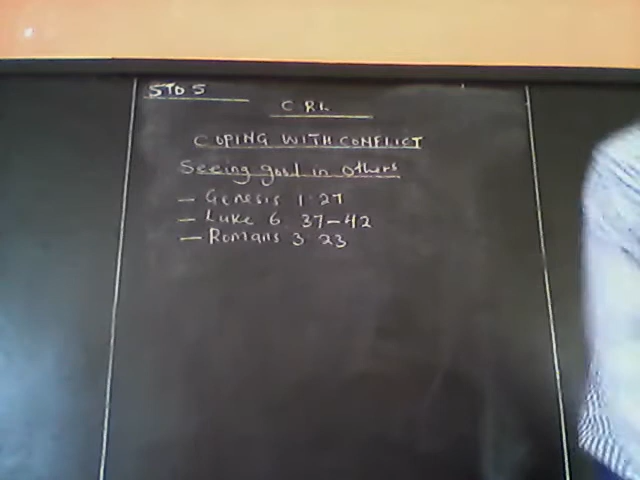 STD 5
C R E
COPING WITH CONFLICT
Seeing good in others
— Genesis 1:27
— Luke 6 37-42
— Romans 3 23